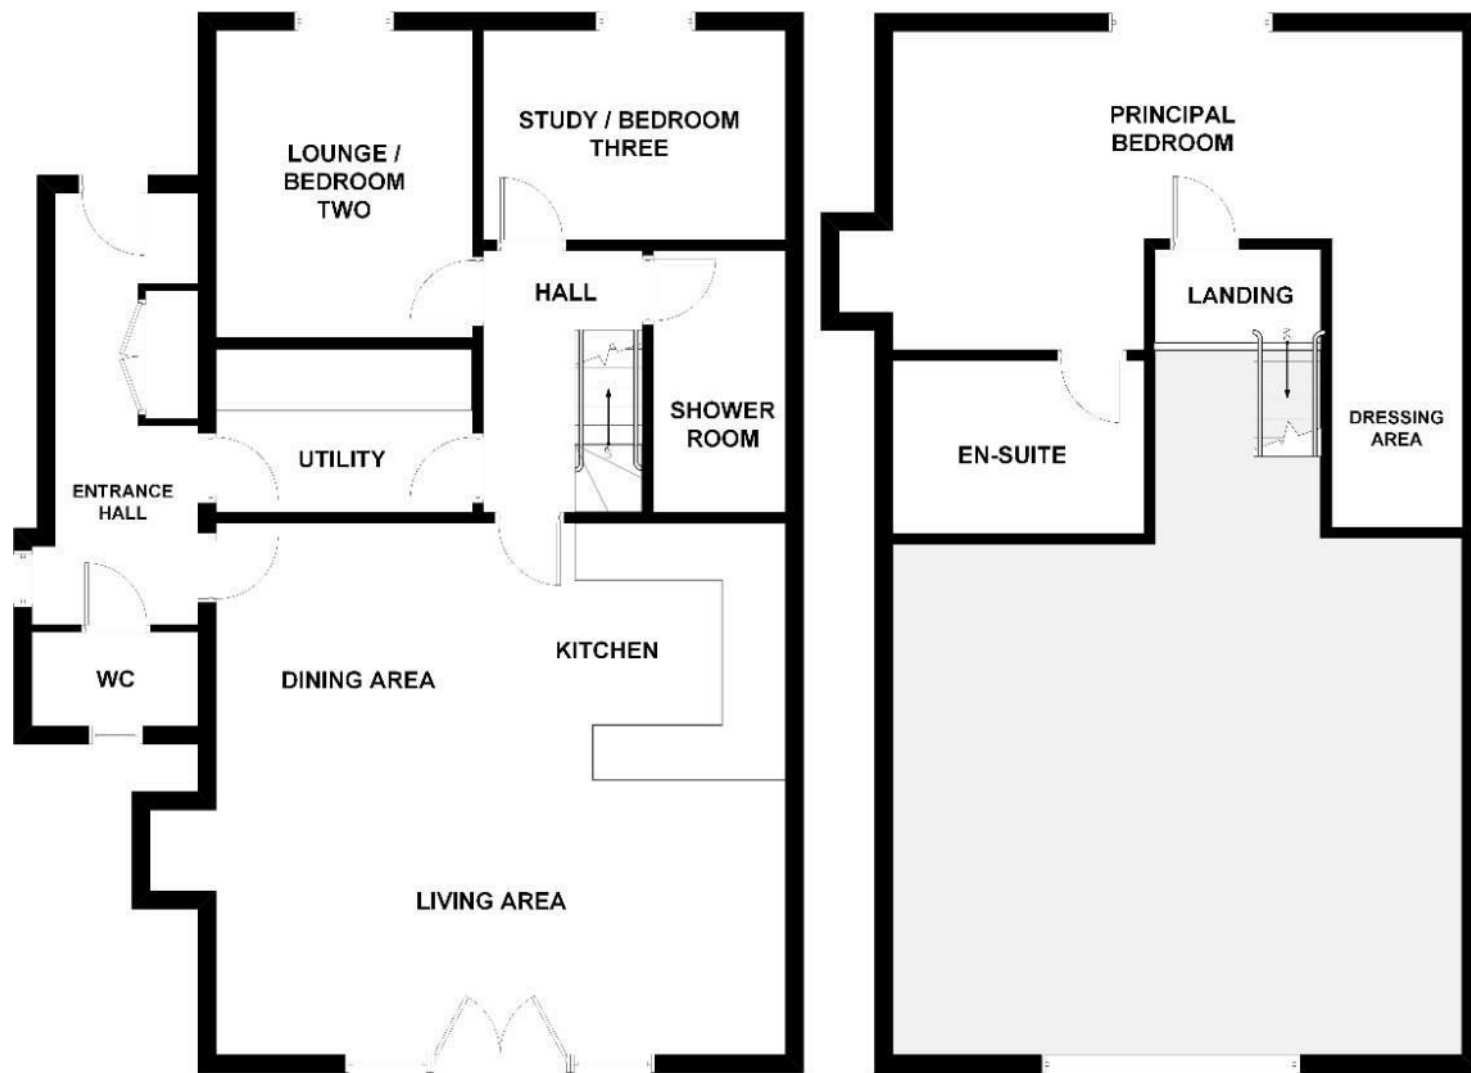 LOUNGE /
BEDROOM
TWO
STUDY / BEDROOM
THREE
HALL
SHOWER
ROOM
UTILITY
ENTRANCE
HALL
WC
DINING AREA
KITCHEN
LIVING AREA
PRINCIPAL
BEDROOM
LANDING
EN-SUITE
DRESSING
AREA